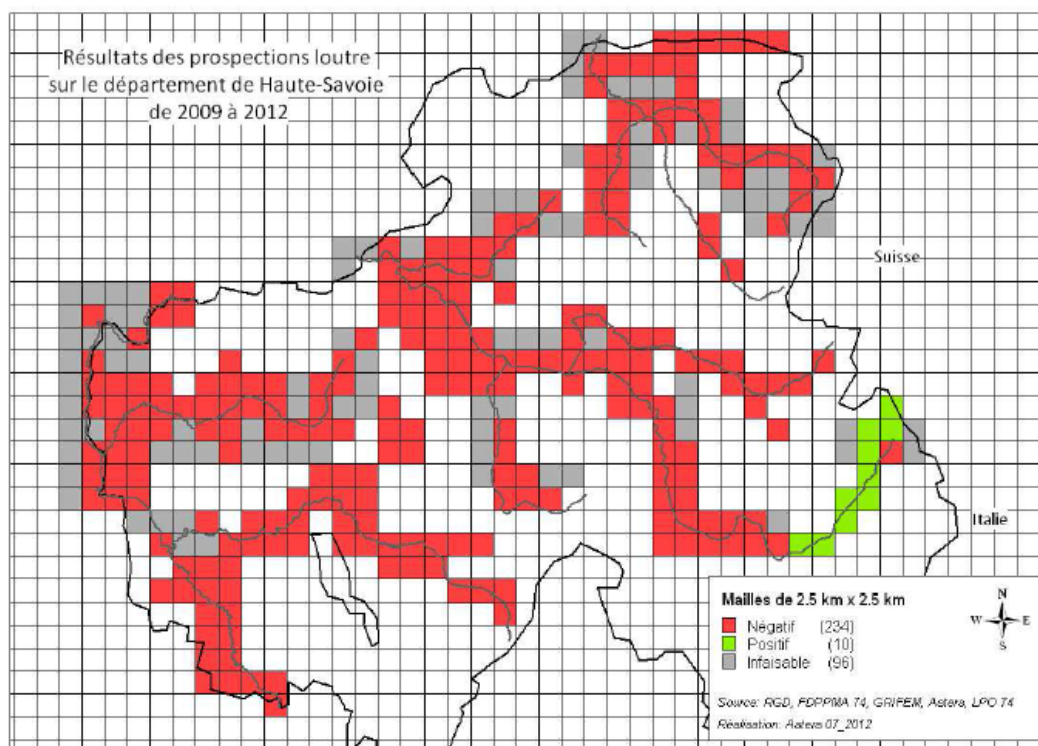 Résultats des prospections loutre
sur le département de Haute-Savoie
de 2009 à 2012
Suisse
Italie
Mailles de 2.5 km x 2.5 km
Négatif (234)
Positif (10)
Infaisable (96)
N
W E
S
Source: RGD, FDPPMA 74, GRIFEM, Asters, LPO 74
Réalisation: Asters 07_2012